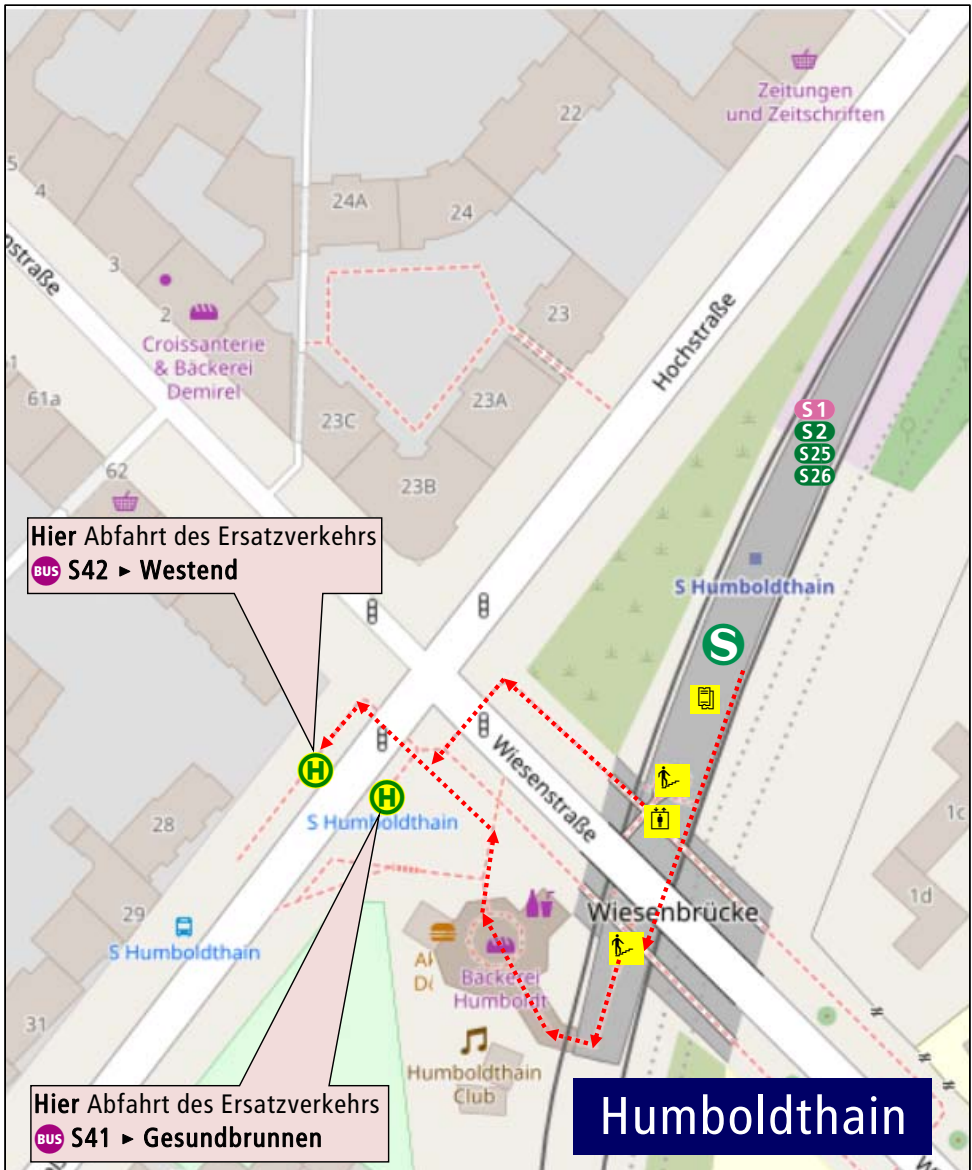 Zeitungen
und Zeitschriften
22
5
4
24A
24
3
2
23
Croissanterie
& Bäckerei
Demirel
Hochstraße
61a
23C
23A
S1
S2
S25
S26
62
23B
Hier Abfahrt des Ersatzverkehrs
BUS S42 ▸ Westend
S Humboldthain
S
H
Wiesenstraße
H
S Humboldthain
28
1c
1d
29
Wiesenbrücke
S Humboldthain
Bäckerei
Humboldt
31
Humboldthain
Club
Hier Abfahrt des Ersatzverkehrs
BUS S41 ▸ Gesundbrunnen
Humboldthain